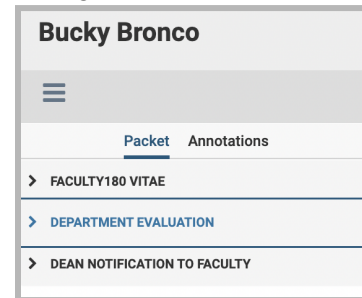 Bucky Bronco
Packet Annotations
FACULTY180 VITAE
DEPARTMENT EVALUATION
DEAN NOTIFICATION TO FACULTY